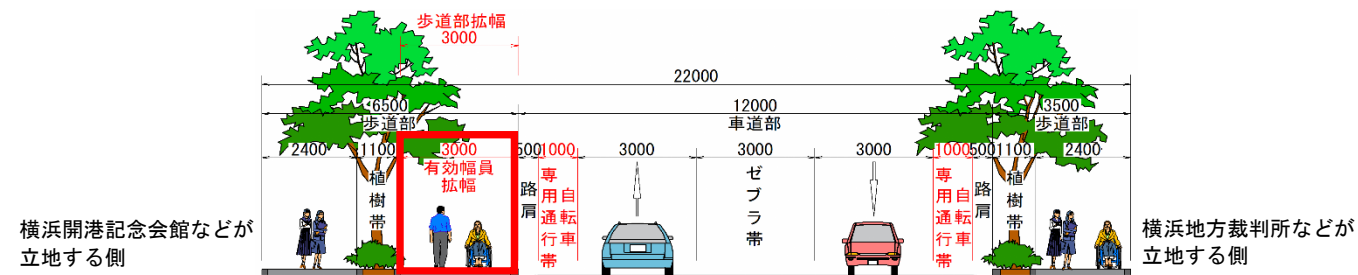 歩道部拡幅
3000
22000
6500
歩道部
12000
車道部
3500
歩道部
2400
1100
3000
有効幅員
拡幅
500
1000
3000
3000
3000
1000
500
1100
2400
植樹帯
路肩
自転車
専用通行帯
ゼブラ帯
自転車
専用通行帯
路肩
植樹帯
横浜開港記念会館などが
立地する側
横浜地方裁判所などが
立地する側